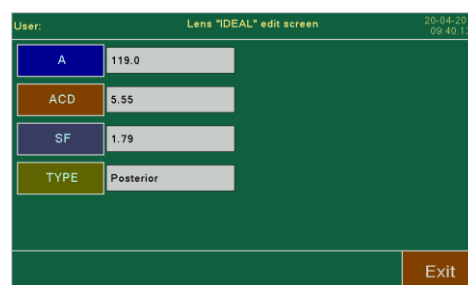 User: Lens "IDEAL" edit screen 20-04-20
09:40:13
A 119.0
ACD 5.55
SF 1.79
TYPE Posterior
Exit